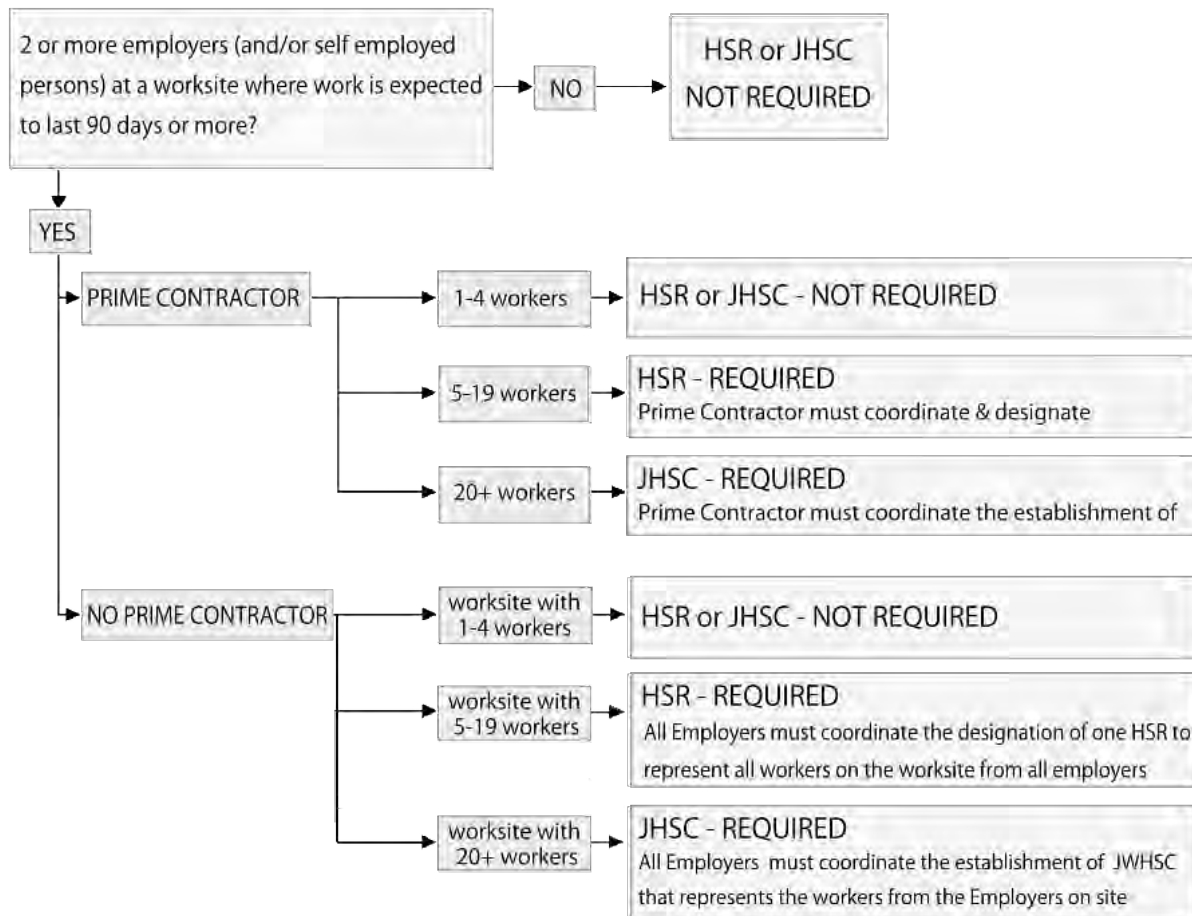 2 or more employers (and/or self employed
persons) at a worksite where work is expected
to last 90 days or more?
NO
HSR or JHSC
NOT REQUIRED
YES
PRIME CONTRACTOR
1-4 workers
HSR or JHSC - NOT REQUIRED
5-19 workers
HSR - REQUIRED
Prime Contractor must coordinate & designate
20+ workers
JHSC - REQUIRED
Prime Contractor must coordinate the establishment of
NO PRIME CONTRACTOR
worksite with
1-4 workers
HSR or JHSC - NOT REQUIRED
worksite with
5-19 workers
HSR - REQUIRED
All Employers must coordinate the designation of one HSR to
represent all workers on the worksite from all employers
worksite with
20+ workers
JHSC - REQUIRED
All Employers must coordinate the establishment of JWHSC
that represents the workers from the Employers on site